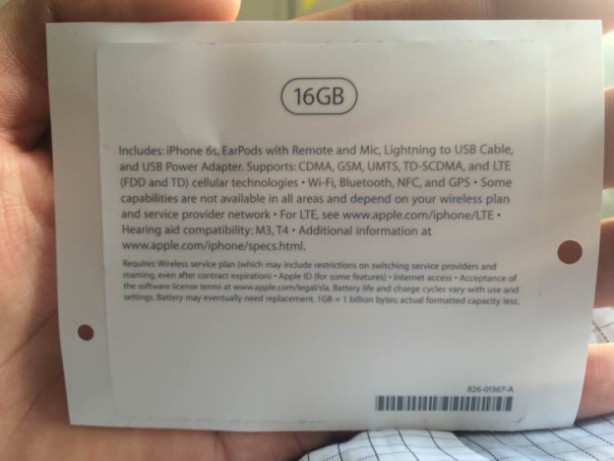 16GB
Includes: iPhone 6s, EarPods with Remote and Mic, Lightning to USB Cable,
and USB Power Adapter. Supports: CDMA, GSM, UMTS, TD-SCDMA, and LTE
(FDD and TD) cellular technologies • Wi-Fi, Bluetooth, NFC, and GPS • Some
capabilities are not available in all areas and depend on your wireless plan
and service provider network • For LTE, see www.apple.com/iphone/LTE •
Hearing aid compatibility: M3, T4 • Additional information at
www.apple.com/iphone/specs.html.
Requires: Wireless service plan (which may include restrictions on switching service providers and
roaming, even after contract expiration) • Apple ID (for some features) • Internet access • Acceptance of
the software license terms at www.apple.com/legal/sla. Battery life and charge cycles vary with use and
settings. Battery may eventually need replacement. 1GB = 1 billion bytes; actual formatted capacity less.
826-01367-A